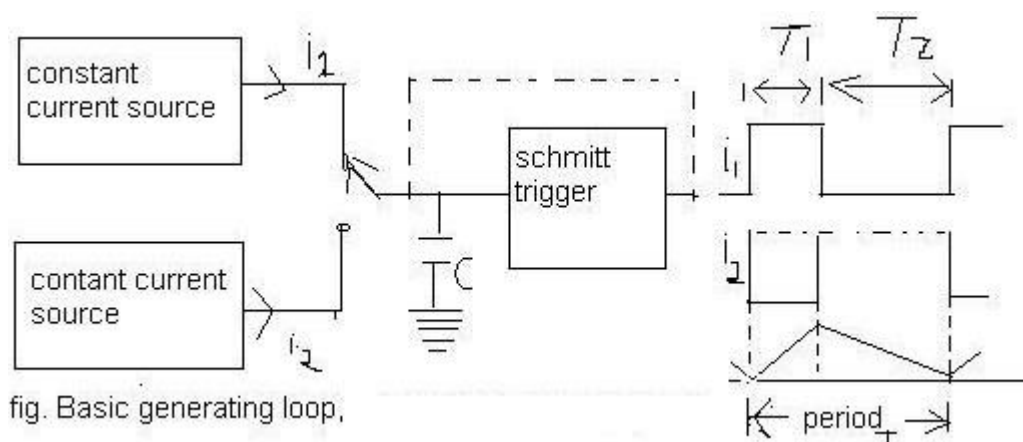 constant
current source
i1
T1
T2
schmitt
trigger
i1
contant current
source
i2
C
i2
fig. Basic generating loop,
period